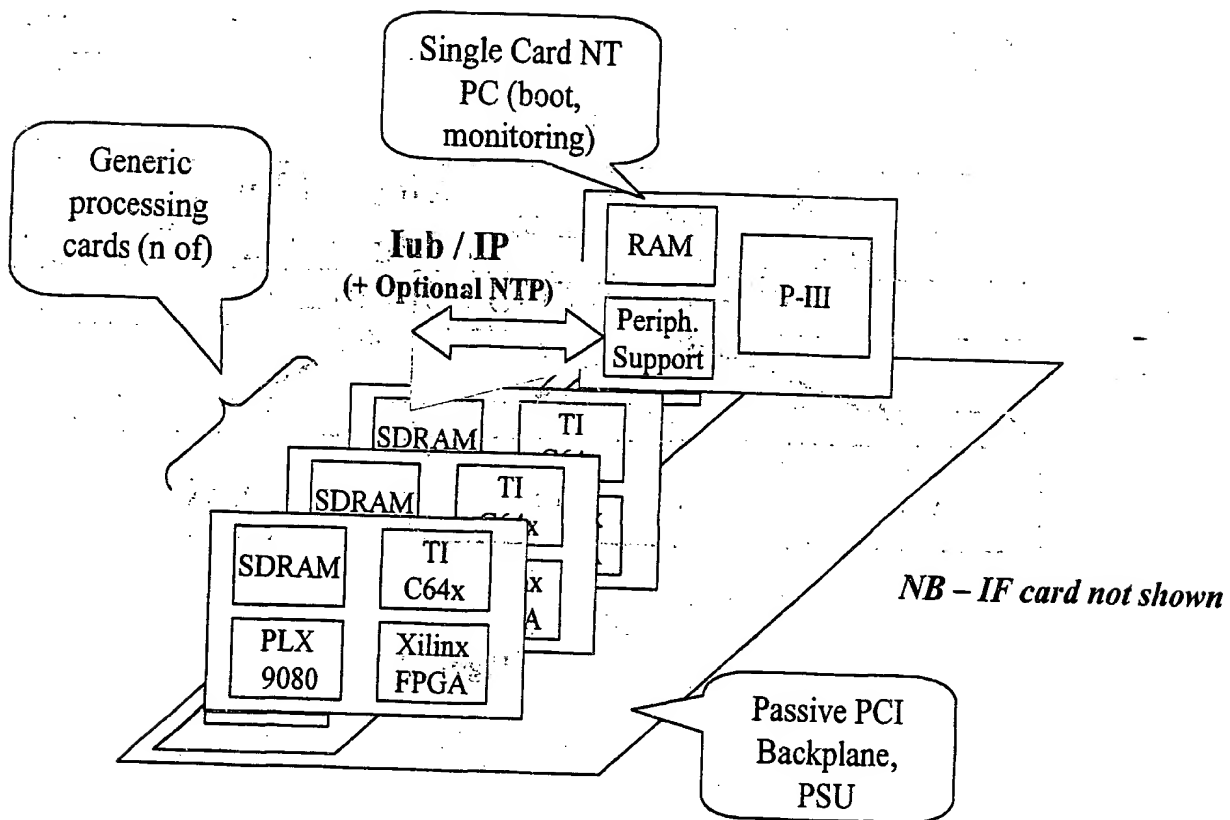 Single Card NT
PC (boot,
monitoring)
Generic
processing
cards (n of)
Iub / IP
(+ Optional NTP)
RAM
P-III
Periph.
Support
SDRAM
TI
SDRAM
TI
SDRAM
TI
C64x
PLX
9080
Xilinx
FPGA
NB – IF card not shown
Passive PCI
Backplane,
PSU